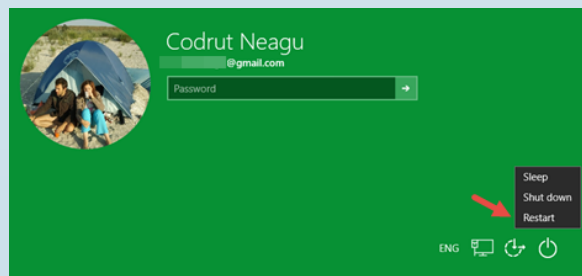 Codrut Neagu
@gmail.com
Password
Sleep
Shut down
Restart
ENG